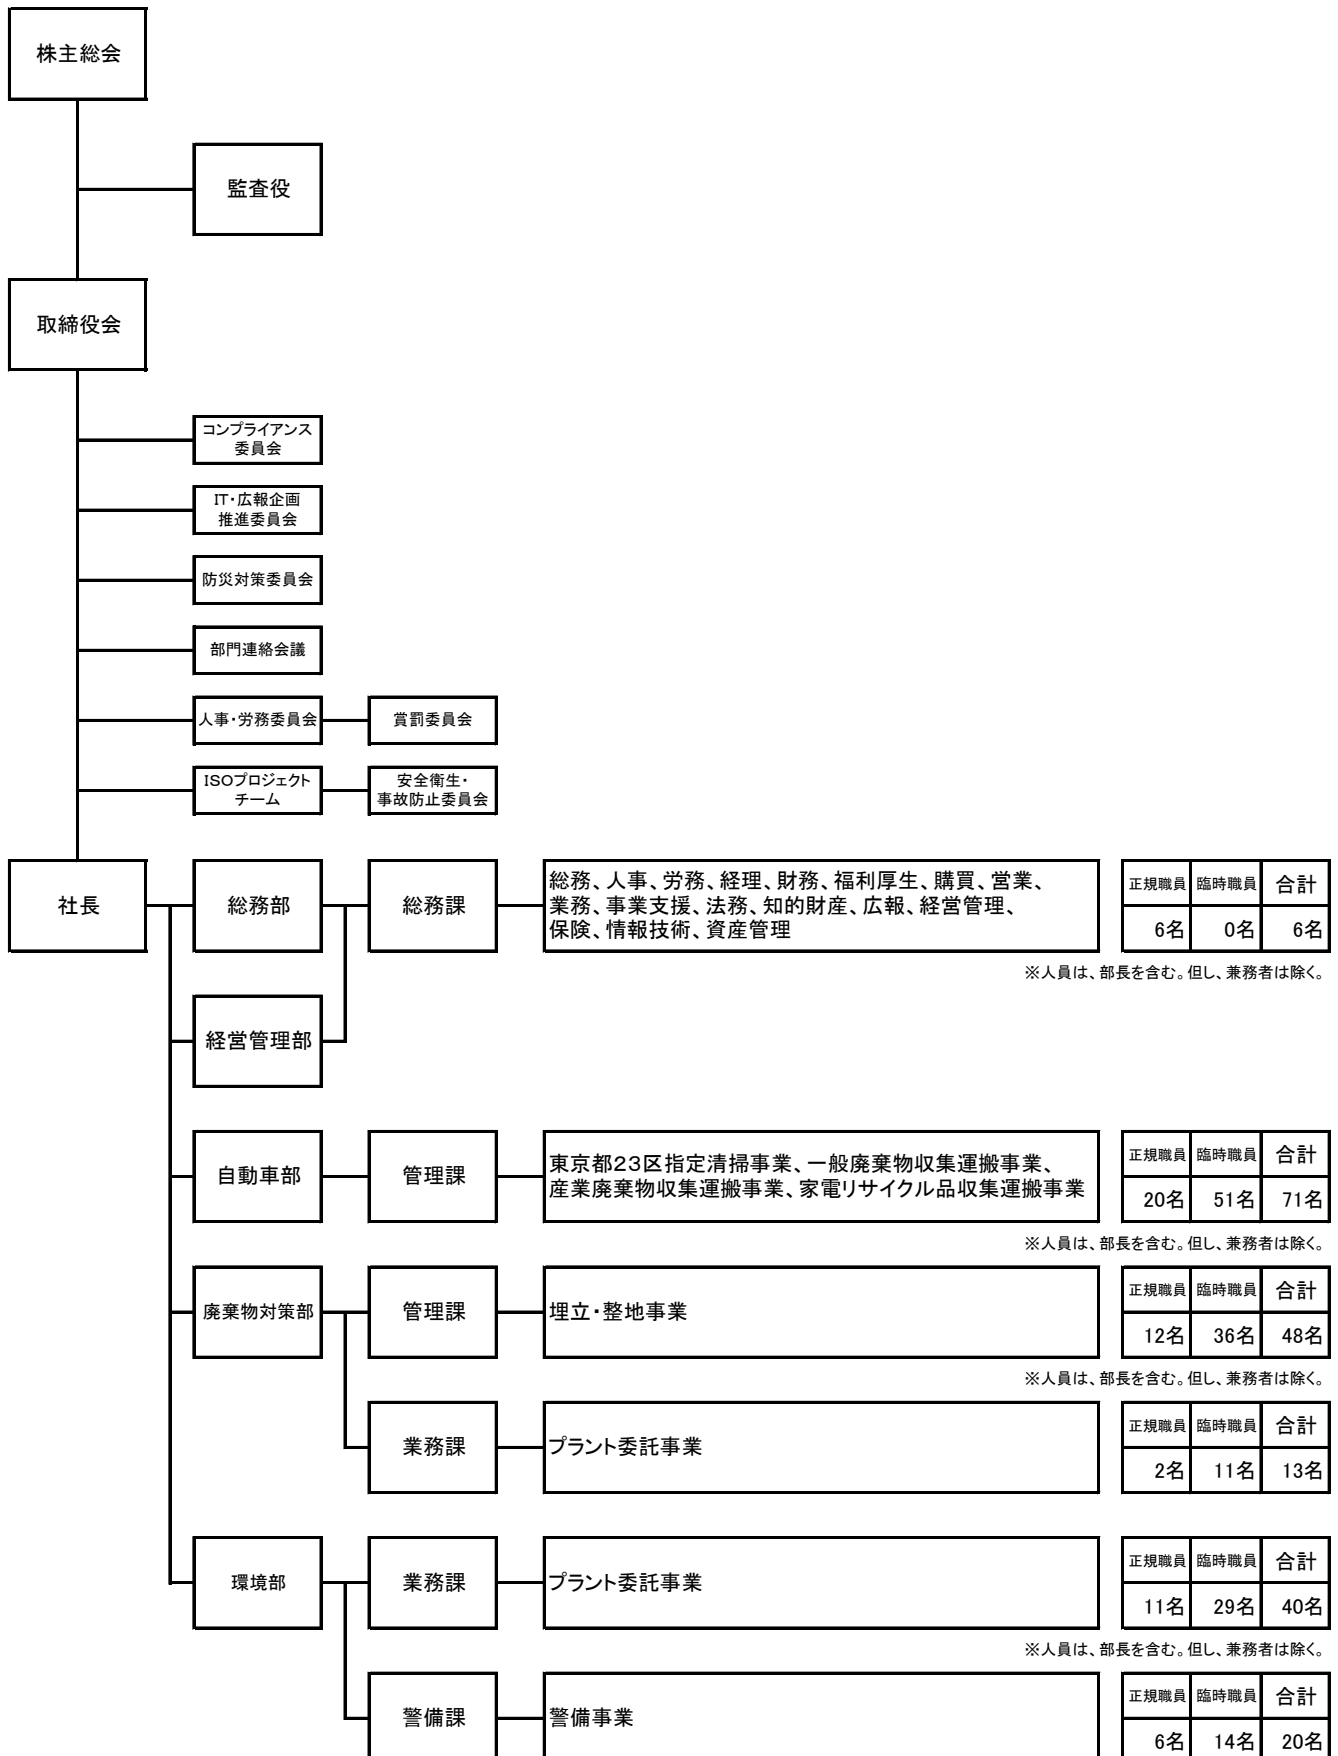 株主総会
監査役
取締役会
コンプライアンス
委員会
IT・広報企画
推進委員会
防災対策委員会
部門連絡会議
人事・労務委員会
賞罰委員会
ISOプロジェクト
チーム
安全衛生・
事故防止委員会
社長
総務部
総務課
総務、人事、労務、経理、財務、福利厚生、購買、営業、
業務、事業支援、法務、知的財産、広報、経営管理、
保険、情報技術、資産管理
正規職員 臨時職員 合計
6名 0名 6名
※人員は、部長を含む。但し、兼務者は除く。
経営管理部
自動車部
管理課
東京都23区指定清掃事業、一般廃棄物収集運搬事業、
産業廃棄物収集運搬事業、家電リサイクル品収集運搬事業
正規職員 臨時職員 合計
20名 51名 71名
※人員は、部長を含む。但し、兼務者は除く。
廃棄物対策部
管理課
埋立・整地事業
正規職員 臨時職員 合計
12名 36名 48名
※人員は、部長を含む。但し、兼務者は除く。
業務課
プラント委託事業
正規職員 臨時職員 合計
2名 11名 13名
環境部
業務課
プラント委託事業
正規職員 臨時職員 合計
11名 29名 40名
※人員は、部長を含む。但し、兼務者は除く。
警備課
警備事業
正規職員 臨時職員 合計
6名 14名 20名